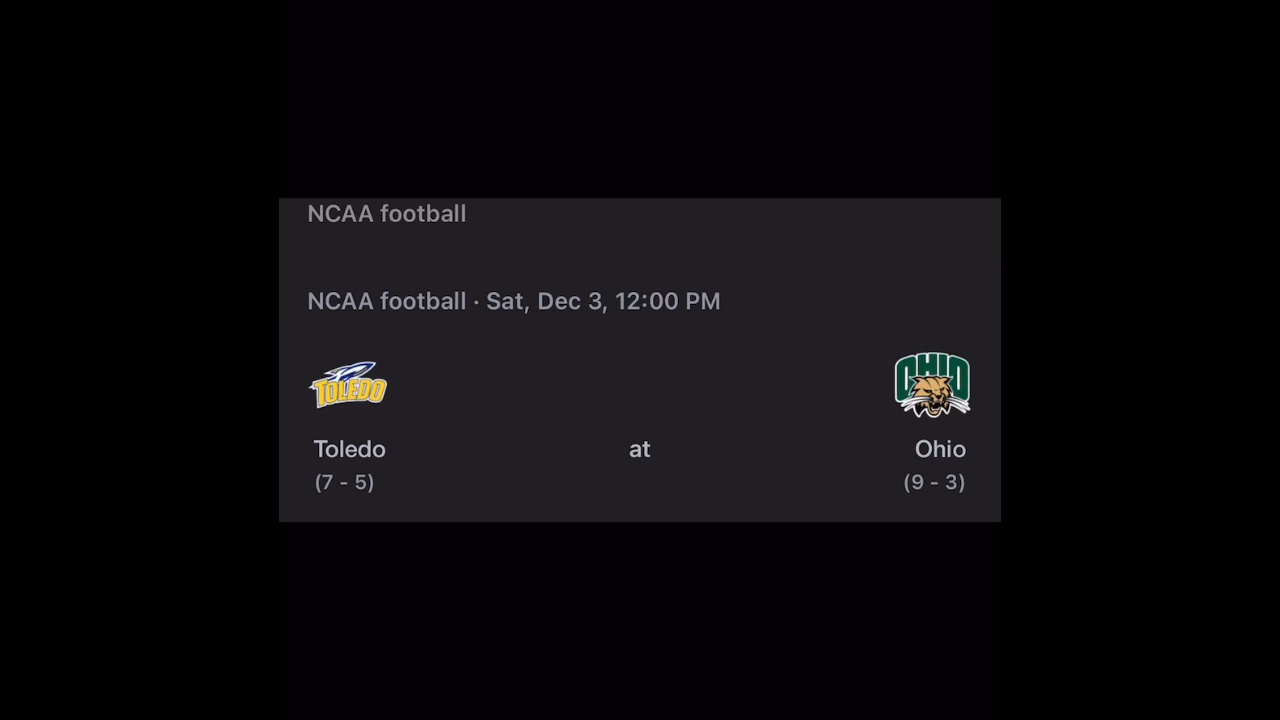 NCAA football
NCAA football · Sat, Dec 3, 12:00 PM
TOLEDO
OHIO
Toledo at Ohio
(7 - 5) (9 - 3)